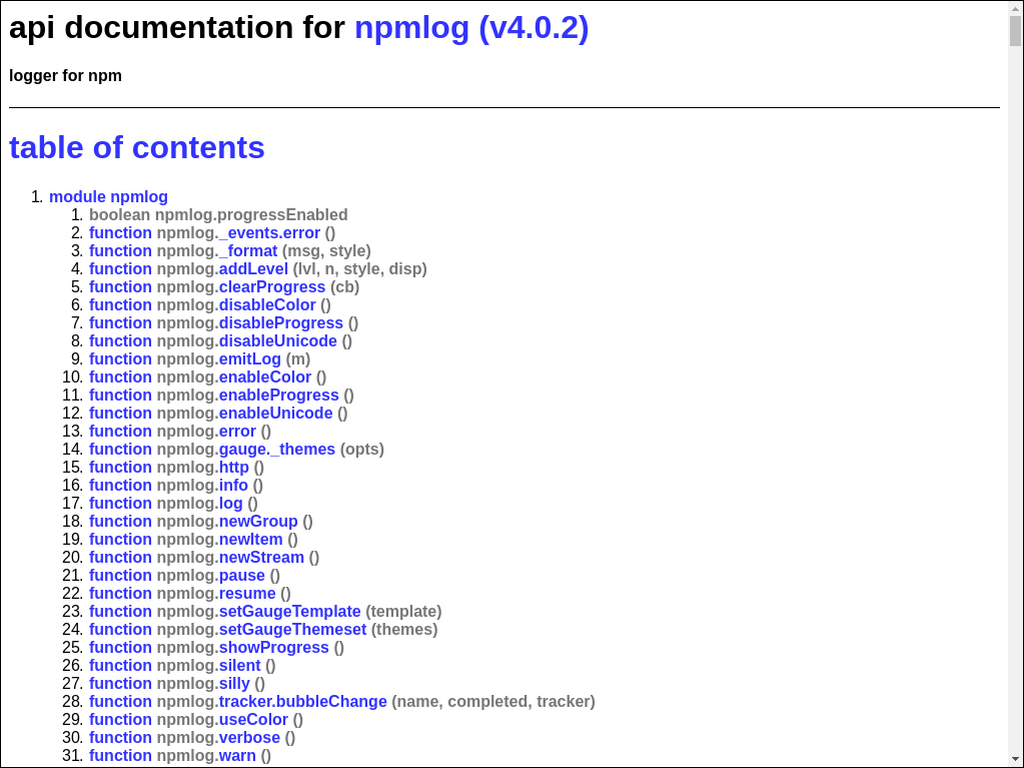 api documentation for npmlog (v4.0.2)
logger for npm
table of contents
1. module npmlog
1. boolean npmlog.progressEnabled
2. function npmlog._events.error ()
3. function npmlog._format (msg, style)
4. function npmlog.addLevel (lvl, n, style, disp)
5. function npmlog.clearProgress (cb)
6. function npmlog.disableColor ()
7. function npmlog.disableProgress ()
8. function npmlog.disableUnicode ()
9. function npmlog.emitLog (m)
10. function npmlog.enableColor ()
11. function npmlog.enableProgress ()
12. function npmlog.enableUnicode ()
13. function npmlog.error ()
14. function npmlog.gauge._themes (opts)
15. function npmlog.http ()
16. function npmlog.info ()
17. function npmlog.log ()
18. function npmlog.newGroup ()
19. function npmlog.newItem ()
20. function npmlog.newStream ()
21. function npmlog.pause ()
22. function npmlog.resume ()
23. function npmlog.setGaugeTemplate (template)
24. function npmlog.setGaugeThemeset (themes)
25. function npmlog.showProgress ()
26. function npmlog.silent ()
27. function npmlog.silly ()
28. function npmlog.tracker.bubbleChange (name, completed, tracker)
29. function npmlog.useColor ()
30. function npmlog.verbose ()
31. function npmlog.warn ()